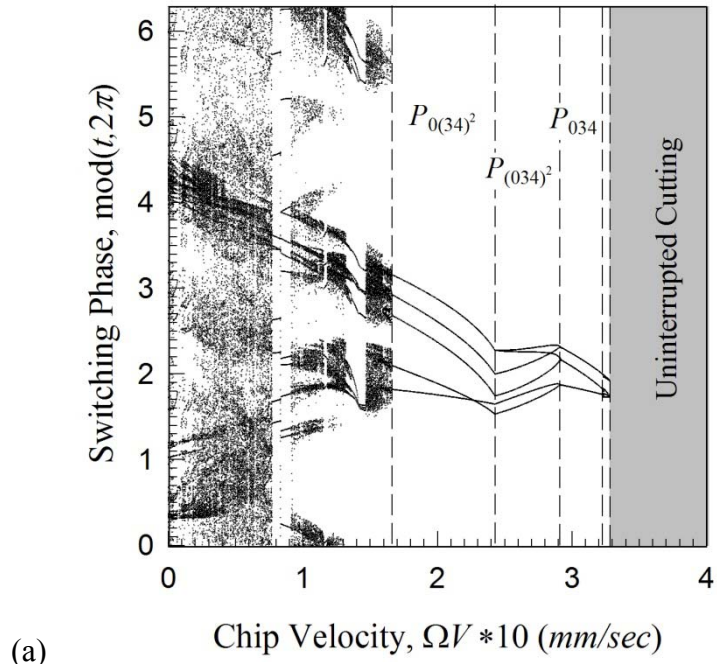 6
5
4
3
2
1
0
Switching Phase, mod(t,2π)
P0(34)²
P(034)²
P034
Uninterrupted Cutting
0 1 2 3 4
Chip Velocity, ΩV *10 (mm/sec)
(a)